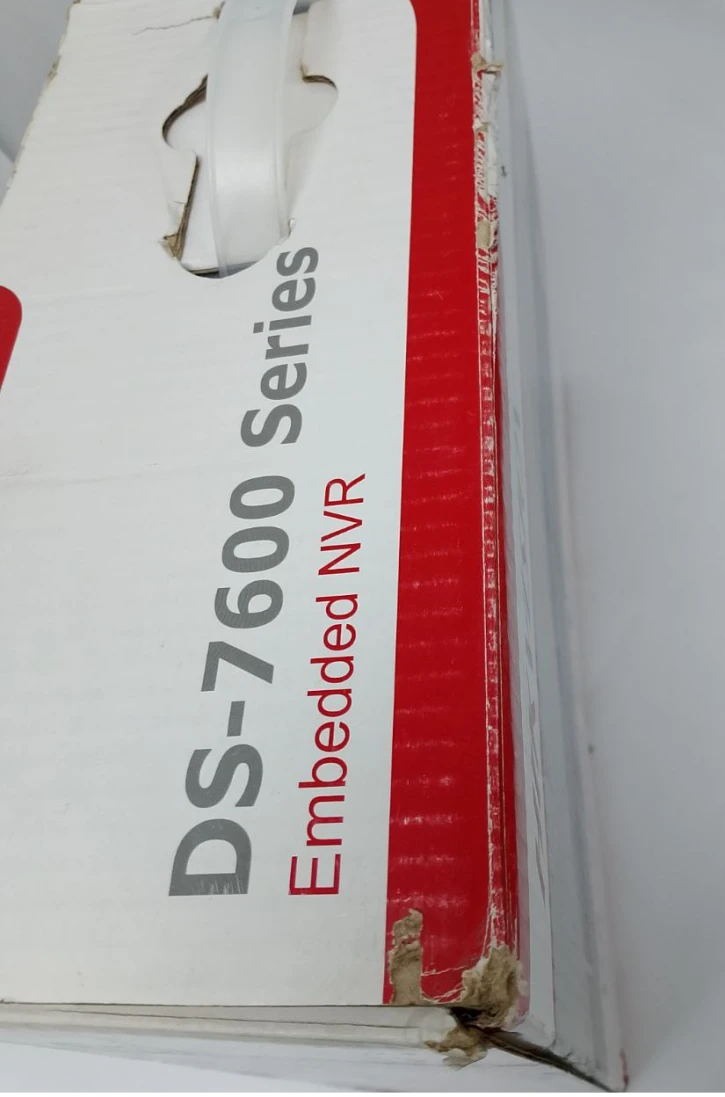 DS-7600 Series
Embedded NVR